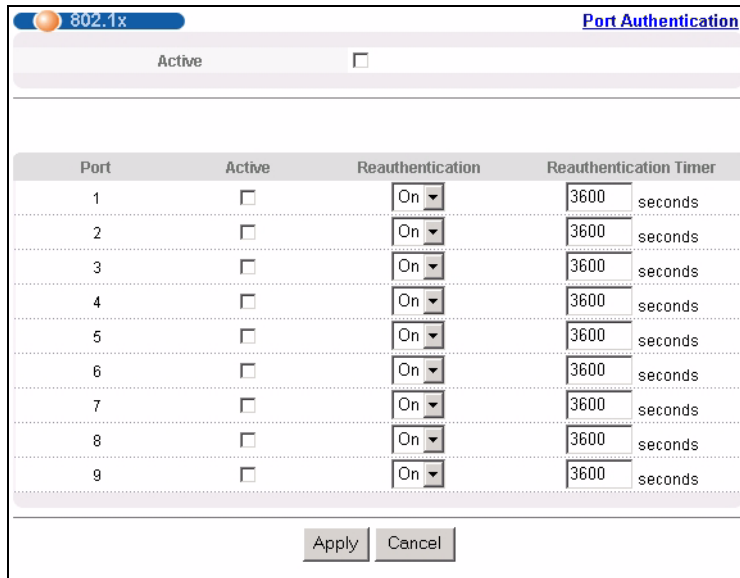 802.1x Port Authentication
Active
Port Active Reauthentication Reauthentication Timer
1 On 3600 seconds
2 On 3600 seconds
3 On 3600 seconds
4 On 3600 seconds
5 On 3600 seconds
6 On 3600 seconds
7 On 3600 seconds
8 On 3600 seconds
9 On 3600 seconds
Apply Cancel